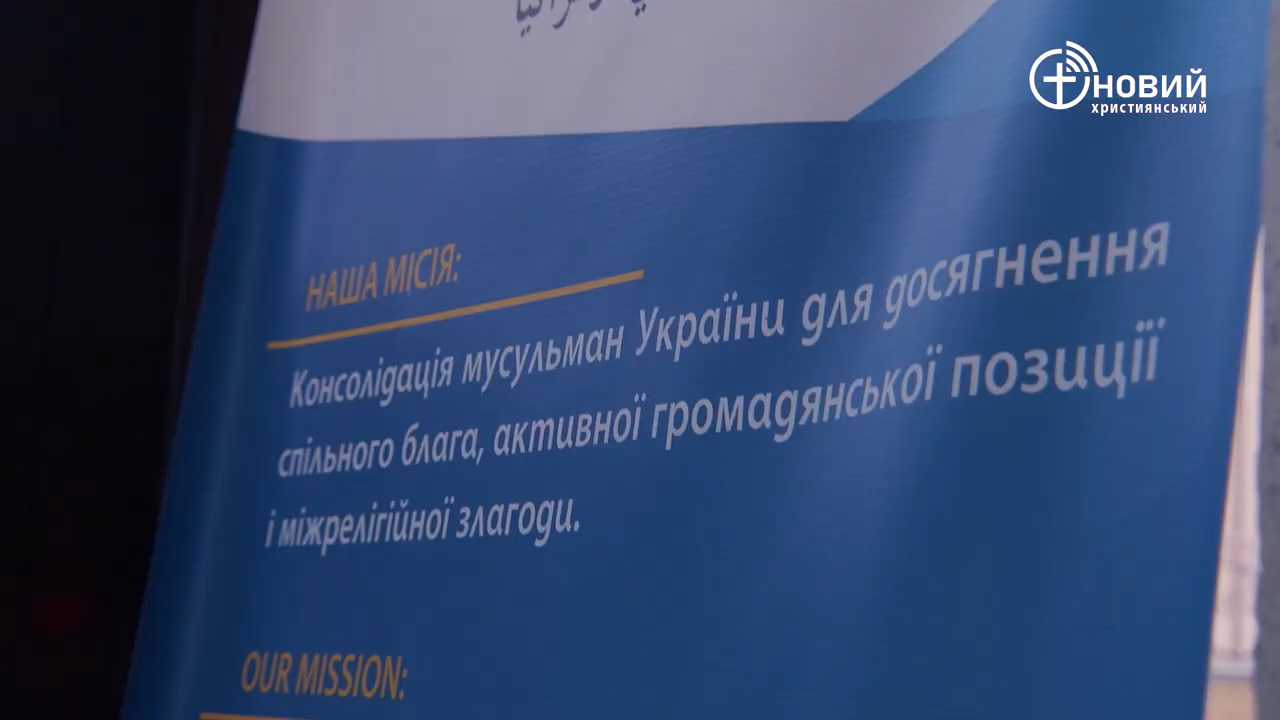 НОВИЙ
християнський
НАША МІСІЯ:
Консолідація мусульман України для досягнення
спільного блага, активної громадянської позиції
і міжрелігійної злагоди.
OUR MISSION: